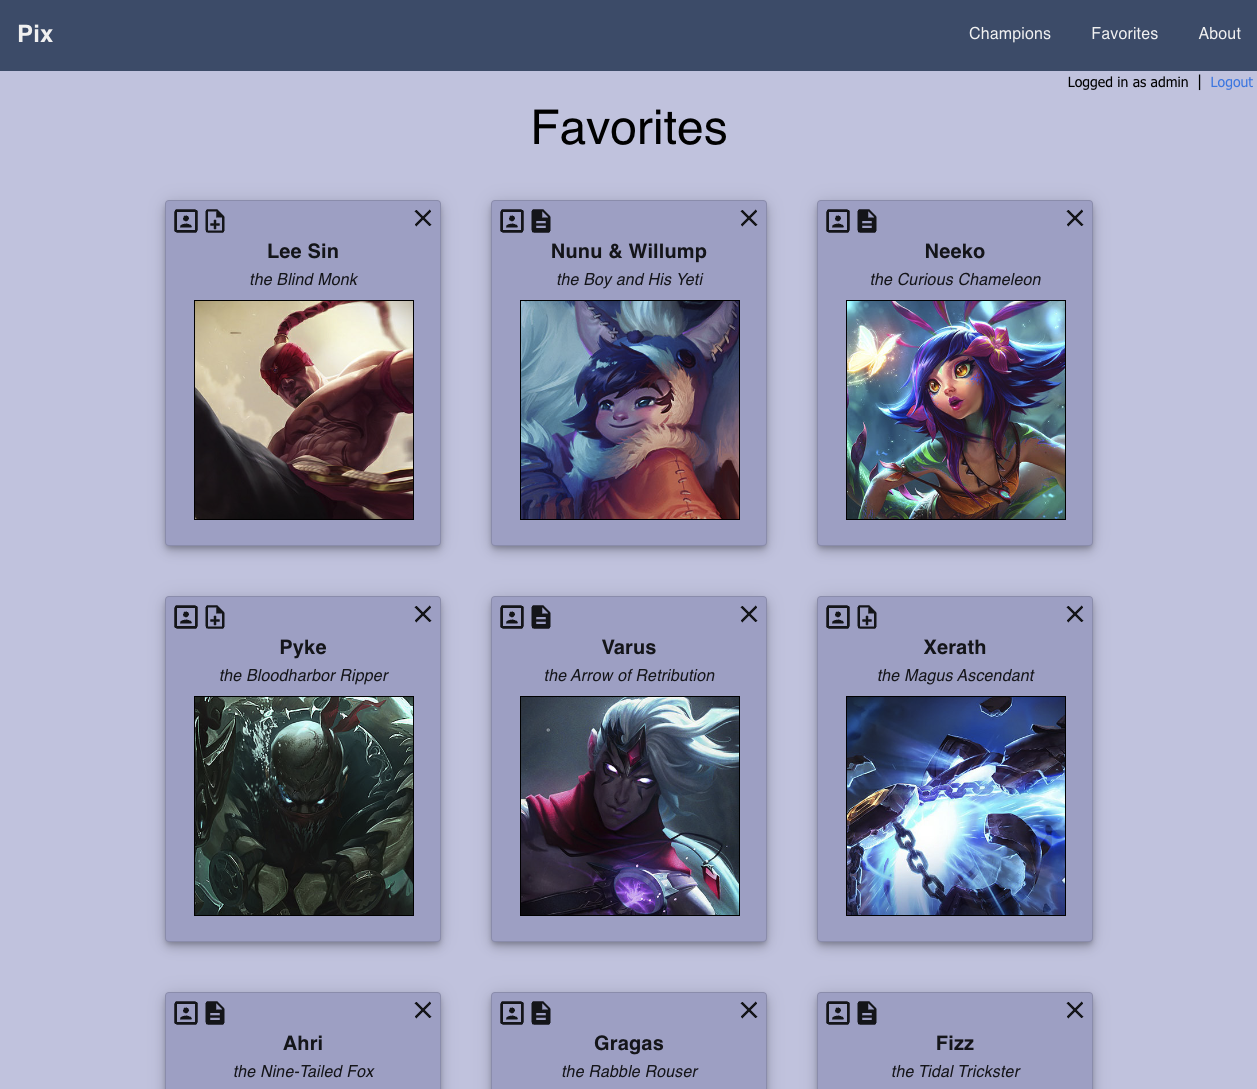 Pix
Champions Favorites About
Logged in as admin | Logout
Favorites
Lee Sin
the Blind Monk
Nunu & Willump
the Boy and His Yeti
Neeko
the Curious Chameleon
Pyke
the Bloodharbor Ripper
Varus
the Arrow of Retribution
Xerath
the Magus Ascendant
Ahri
the Nine-Tailed Fox
Gragas
the Rabble Rouser
Fizz
the Tidal Trickster